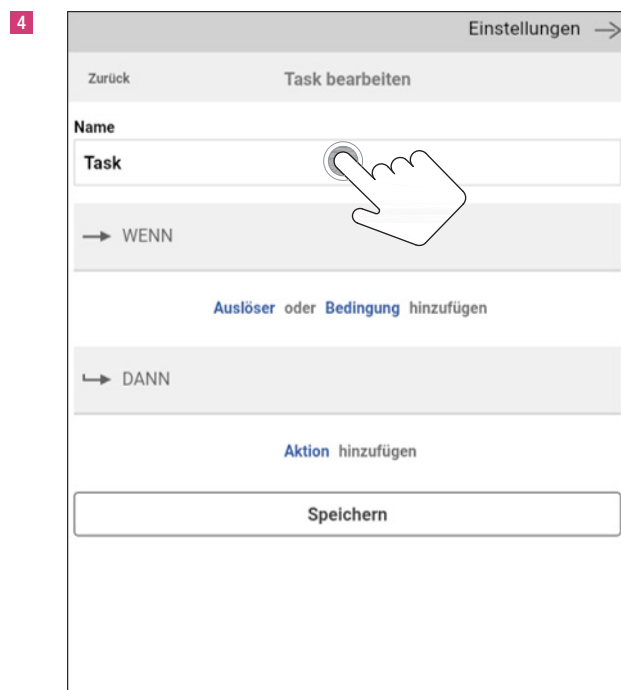 4
Einstellungen
Zurück Task bearbeiten
Name
Task
WENN
Auslöser oder Bedingung hinzufügen
DANN
Aktion hinzufügen
Speichern